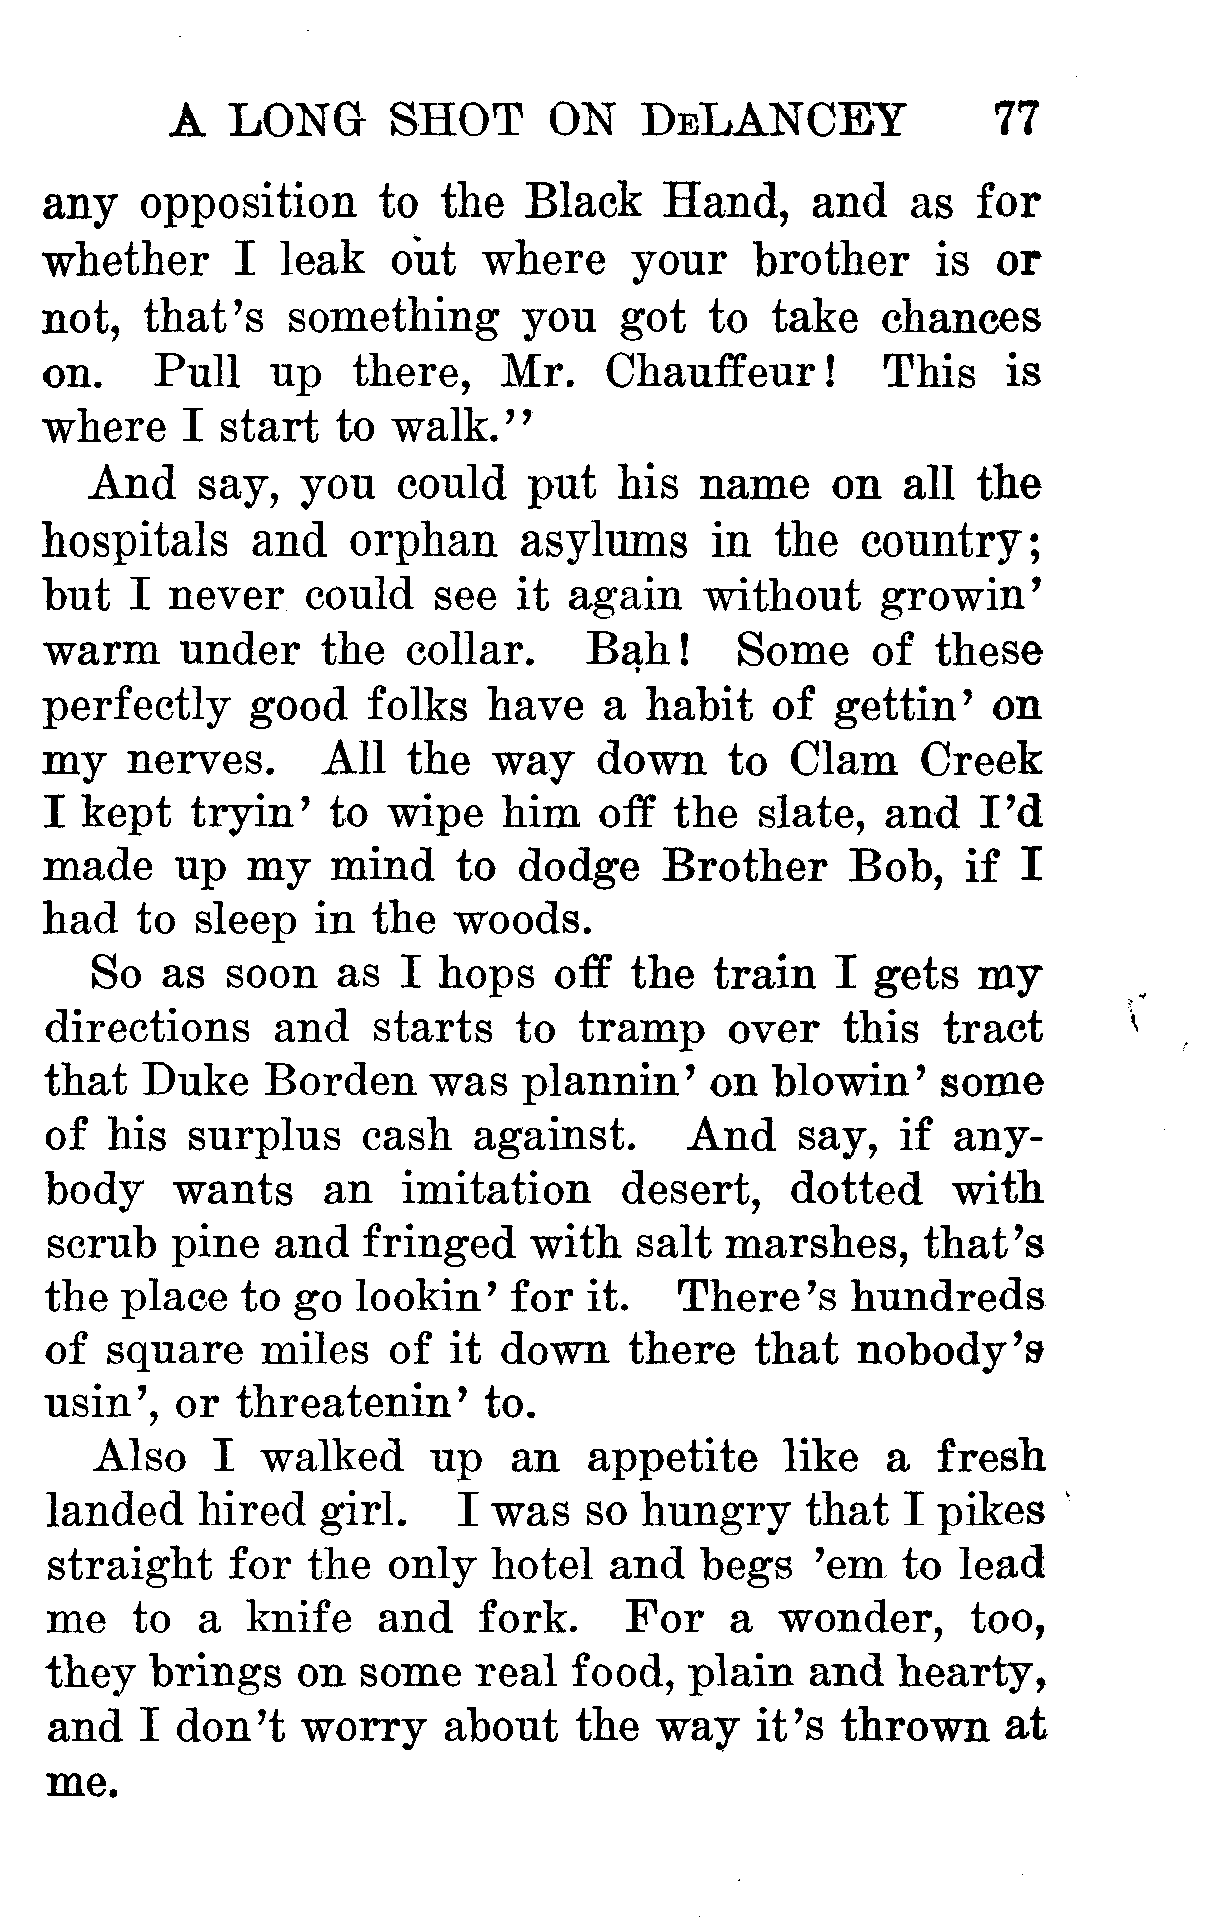 A LONG SHOT ON DeLANCEY 77
any opposition to the Black Hand, and as for
whether I leak out where your brother is or
not, that's something you got to take chances
on. Pull up there, Mr. Chauffeur! This is
where I start to walk."
And say, you could put his name on all the
hospitals and orphan asylums in the country;
but I never could see it again without growin'
warm under the collar. Bah! Some of these
perfectly good folks have a habit of gettin' on
my nerves. All the way down to Clam Creek
I kept tryin' to wipe him off the slate, and I'd
made up my mind to dodge Brother Bob, if I
had to sleep in the woods.
So as soon as I hops off the train I gets my
directions and starts to tramp over this tract
that Duke Borden was plannin' on blowin' some
of his surplus cash against. And say, if any-
body wants an imitation desert, dotted with
scrub pine and fringed with salt marshes, that's
the place to go lookin' for it. There's hundreds
of square miles of it down there that nobody's
usin', or threatenin' to.
Also I walked up an appetite like a fresh
landed hired girl. I was so hungry that I pikes
straight for the only hotel and begs 'em to lead
me to a knife and fork. For a wonder, too,
they brings on some real food, plain and hearty,
and I don't worry about the way it's thrown at
me.